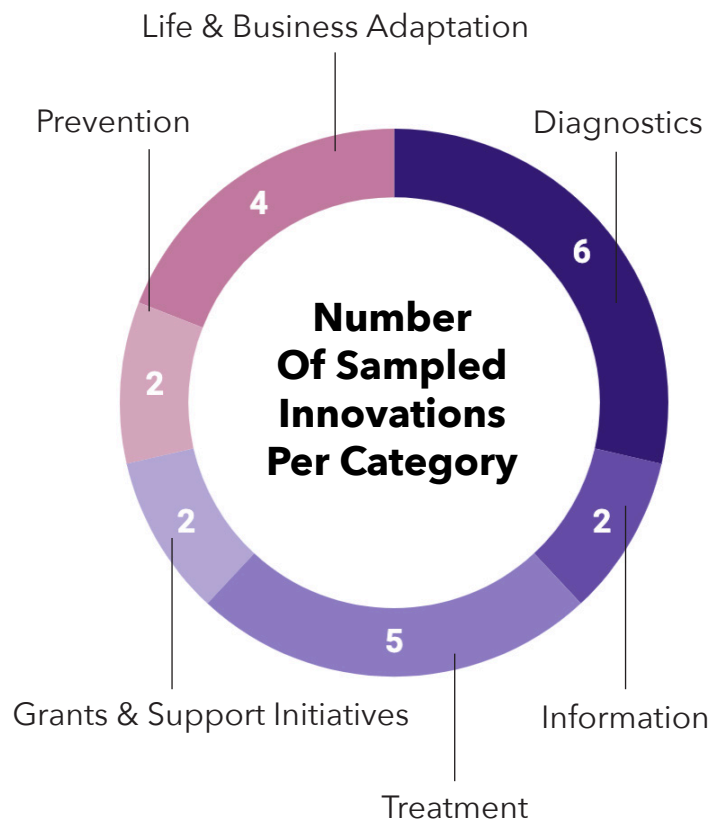 Life & Business Adaptation
Prevention
Diagnostics
4
6
Number
Of Sampled
Innovations
Per Category
2
2
2
5
Grants & Support Initiatives
Information
Treatment